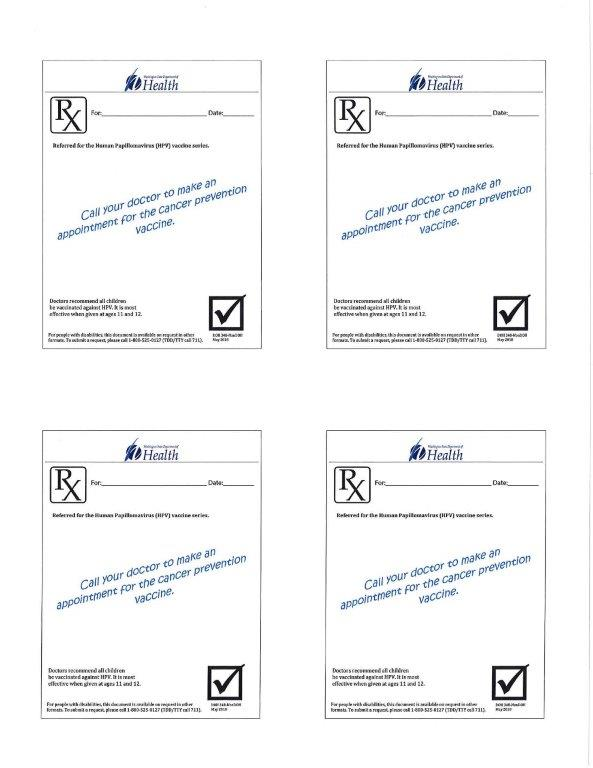 Washington State Department of
Health
Rx
For: Date:
Referred for the Human Papillomavirus (HPV) vaccine series.
Call your doctor to make an
appointment for the cancer prevention
vaccine.
Doctors recommend all children
be vaccinated against HPV. It is most
effective when given at ages 11 and 12.
For people with disabilities, this document is available on request in other
formats. To submit a request, please call 1-800-525-0127 (TDD/TTY call 711).
May 2018
Washington State Department of
Health
Rx
For: Date:
Referred for the Human Papillomavirus (HPV) vaccine series.
Call your doctor to make an
appointment for the cancer prevention
vaccine.
Doctors recommend all children
be vaccinated against HPV. It is most
effective when given at ages 11 and 12.
For people with disabilities, this document is available on request in other
formats. To submit a request, please call 1-800-525-0127 (TDD/TTY call 711).
May 2018
Washington State Department of
Health
Rx
For: Date:
Referred for the Human Papillomavirus (HPV) vaccine series.
Call your doctor to make an
appointment for the cancer prevention
vaccine.
Doctors recommend all children
be vaccinated against HPV. It is most
effective when given at ages 11 and 12.
For people with disabilities, this document is available on request in other
formats. To submit a request, please call 1-800-525-0127 (TDD/TTY call 711).
May 2018
Washington State Department of
Health
Rx
For: Date:
Referred for the Human Papillomavirus (HPV) vaccine series.
Call your doctor to make an
appointment for the cancer prevention
vaccine.
Doctors recommend all children
be vaccinated against HPV. It is most
effective when given at ages 11 and 12.
For people with disabilities, this document is available on request in other
formats. To submit a request, please call 1-800-525-0127 (TDD/TTY call 711).
May 2018